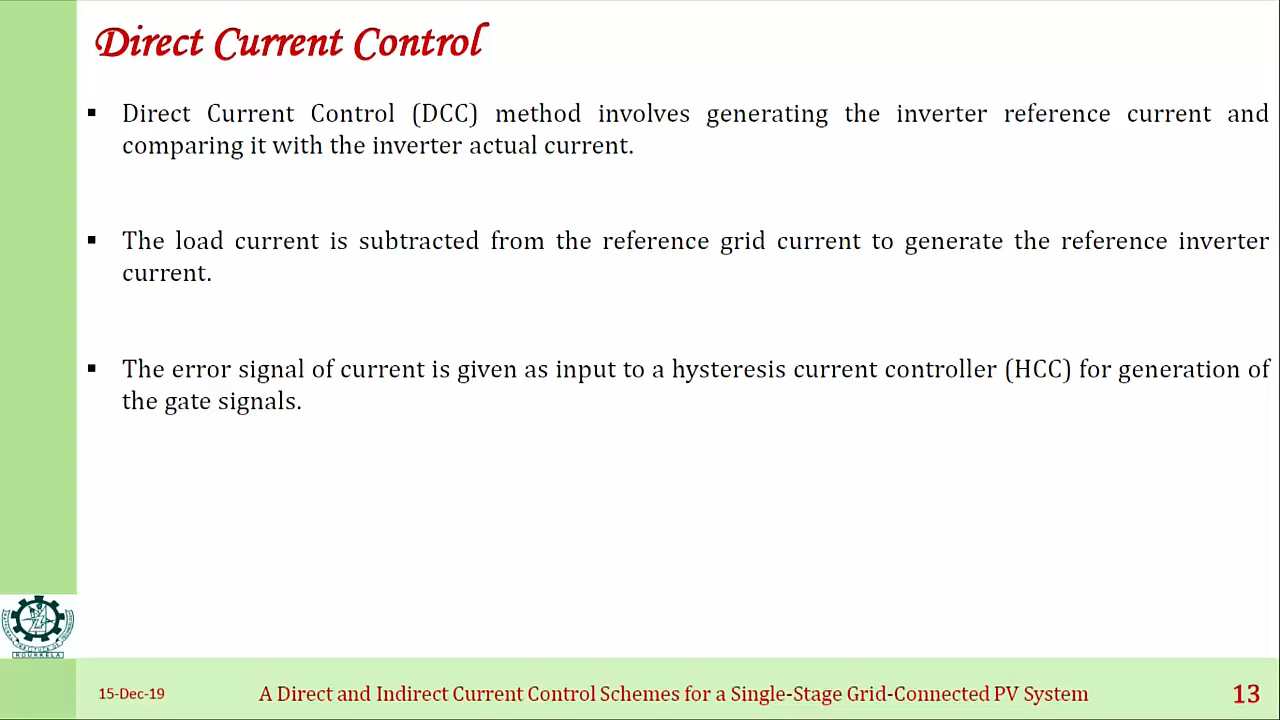 Direct Current Control
▪ Direct Current Control (DCC) method involves generating the inverter reference current and
comparing it with the inverter actual current.
▪ The load current is subtracted from the reference grid current to generate the reference inverter
current.
▪ The error signal of current is given as input to a hysteresis current controller (HCC) for generation of
the gate signals.
ROURKELA
15-Dec-19
A Direct and Indirect Current Control Schemes for a Single-Stage Grid-Connected PV System
13